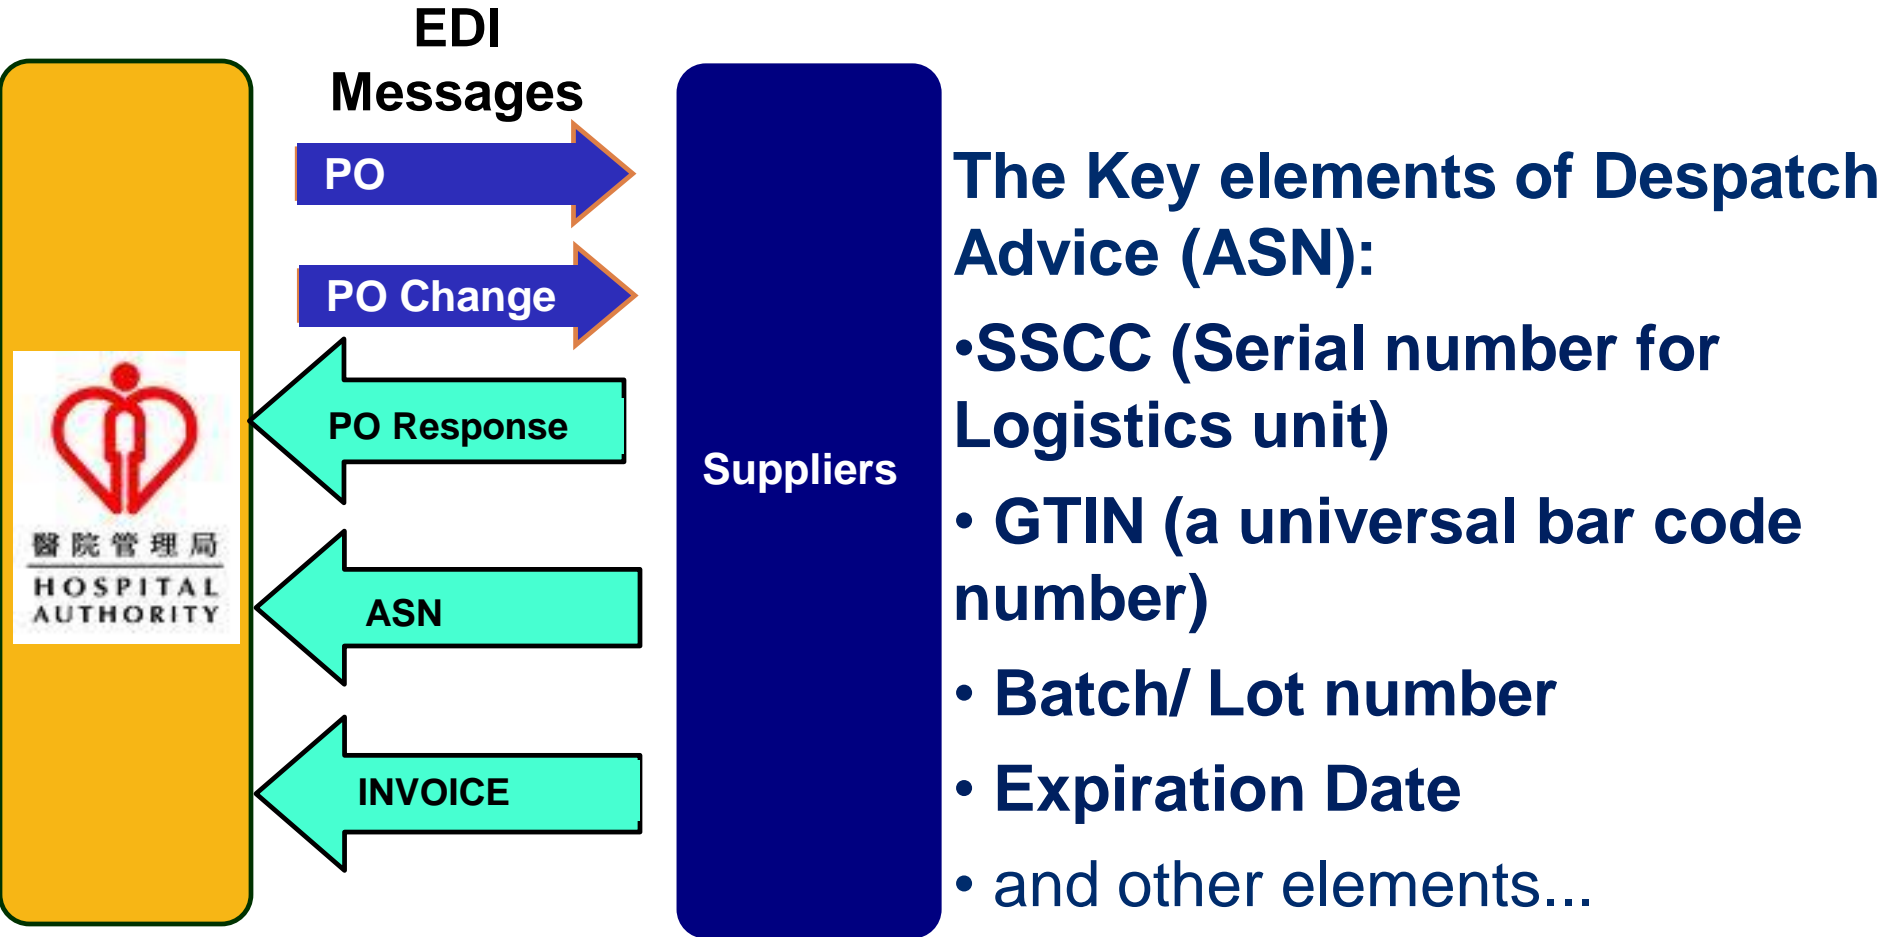 EDI
Messages
PO
PO Change
PO Response
ASN
INVOICE
醫院管理局
HOSPITAL
AUTHORITY
Suppliers
The Key elements of Despatch
Advice (ASN):
•SSCC (Serial number for
Logistics unit)
• GTIN (a universal bar code
number)
• Batch/ Lot number
• Expiration Date
• and other elements...